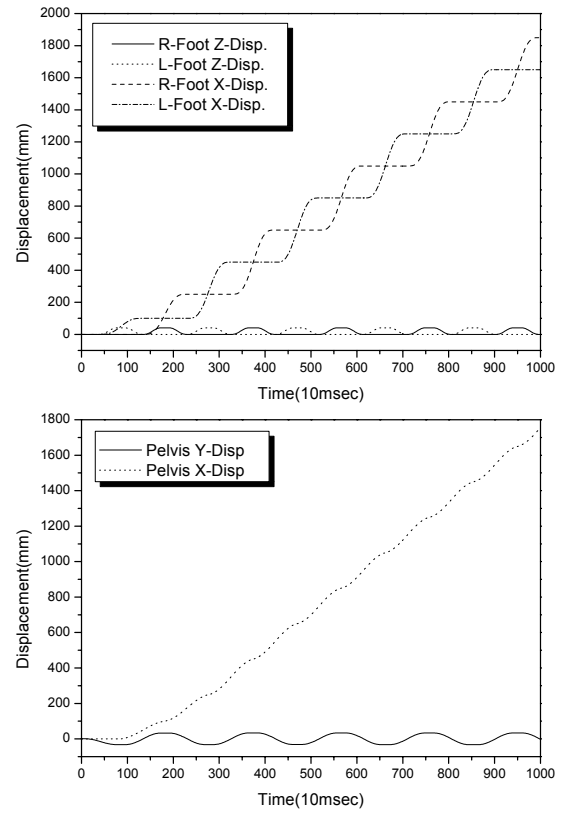 2000
1800
1600
1400
1200
1000
800
600
400
200
0
Displacement(mm)
R-Foot Z-Disp.
L-Foot Z-Disp.
R-Foot X-Disp.
L-Foot X-Disp.
0 100 200 300 400 500 600 700 800 900 1000
Time(10msec)
1800
1600
1400
1200
1000
800
600
400
200
0
Displacement(mm)
Pelvis Y-Disp
Pelvis X-Disp
0 100 200 300 400 500 600 700 800 900 1000
Time(10msec)